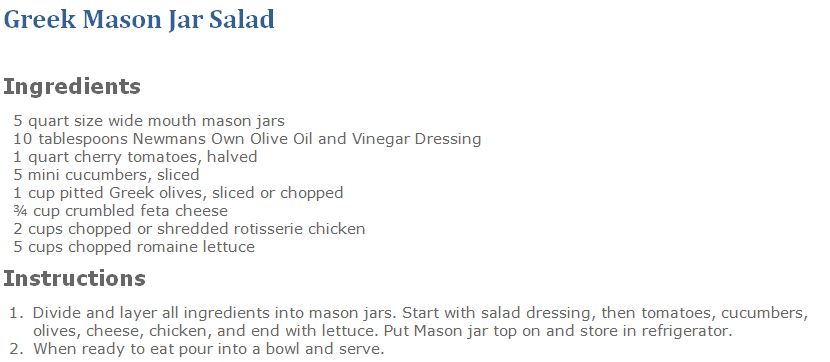 Greek Mason Jar Salad
Ingredients
5 quart size wide mouth mason jars
10 tablespoons Newmans Own Olive Oil and Vinegar Dressing
1 quart cherry tomatoes, halved
5 mini cucumbers, sliced
1 cup pitted Greek olives, sliced or chopped
¾ cup crumbled feta cheese
2 cups chopped or shredded rotisserie chicken
5 cups chopped romaine lettuce
Instructions
1. Divide and layer all ingredients into mason jars. Start with salad dressing, then tomatoes, cucumbers,
olives, cheese, chicken, and end with lettuce. Put Mason jar top on and store in refrigerator.
2. When ready to eat pour into a bowl and serve.